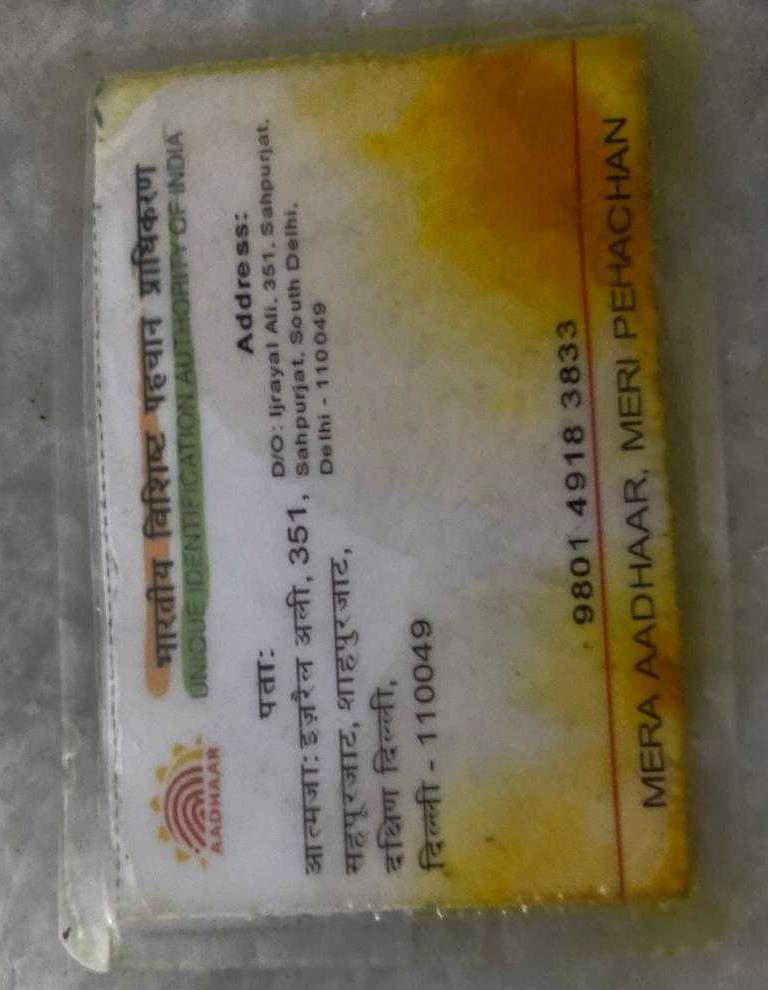 भारतीय विशिष्ट पहचान प्राधिकरण
UNIQUE IDENTIFICATION AUTHORITY OF INDIA
AADHAAR
पता:
आत्मजा: इज़रैल अली, 351,
सहपूरजाट, शाहपुरजाट,
दक्षिण दिल्ली,
दिल्ली - 110049
Address:
D/O: Ijrayal Ali, 351, Sahpurjat,
Sahpurjat, South Delhi,
Delhi - 110049
9801 4918 3833
MERA AADHAAR, MERI PEHACHAN